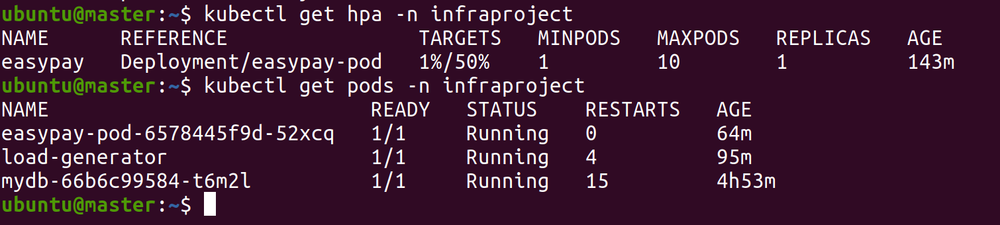 ubuntu@master:~$ kubectl get hpa -n infraproject
NAME REFERENCE TARGETS MINPODS MAXPODS REPLICAS AGE
easypay Deployment/easypay-pod 1%/50% 1 10 1 143m
ubuntu@master:~$ kubectl get pods -n infraproject
NAME READY STATUS RESTARTS AGE
easypay-pod-6578445f9d-52xcq 1/1 Running 0 64m
load-generator 1/1 Running 4 95m
mydb-66b6c99584-t6m2l 1/1 Running 15 4h53m
ubuntu@master:~$